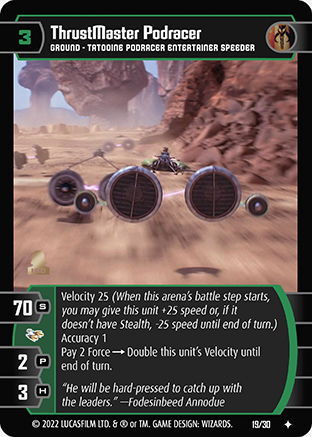 3
ThrustMaster Podracer
GROUND - TATOOINE PODRACER ENTERTAINER SPEEDER
70 S
Velocity 25 (When this arena's battle step starts,
you may give this unit +25 speed or, if it
doesn't have Stealth, -25 speed until end of turn.)
Accuracy 1
2 P
Pay 2 Force → Double this unit's Velocity until
end of turn.
3 H
"He will be hard-pressed to catch up with
the leaders." —Fodesinbeed Annodue
© 2022 LUCASFILM LTD. & ® or TM. GAME DESIGN: WIZARDS. 19/30